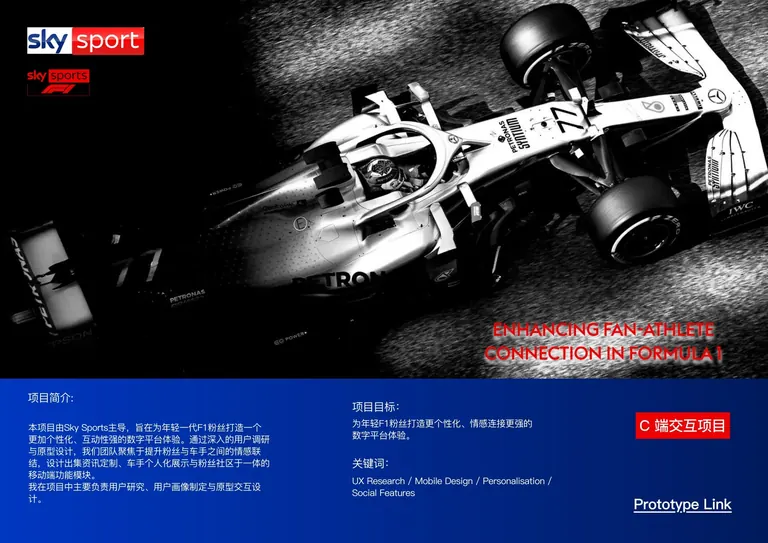 sky sport
sky sports
F1
77
PETRONAS
SYNTIUM
IWC
77
PETRONAS
PETRON
ENHANCING FAN-ATHLETE
CONNECTION IN FORMULA 1
项目简介:
本项目由Sky Sports主导，旨在为年轻一代F1粉丝打造一个
更加个性化、互动性强的数字平台体验。通过深入的用户调研
与原型设计，我们团队聚焦于提升粉丝与车手之间的情感联
结，设计出集资讯定制、车手个人化展示与粉丝社区于一体的
移动端功能模块。
我在项目中主要负责用户研究、用户画像制定与原型交互设
计。
项目目标：
为年轻F1粉丝打造更个性化、情感连接更强的
数字平台体验。
关键词：
UX Research / Mobile Design / Personalisation /
Social Features
C 端交互项目
Prototype Link